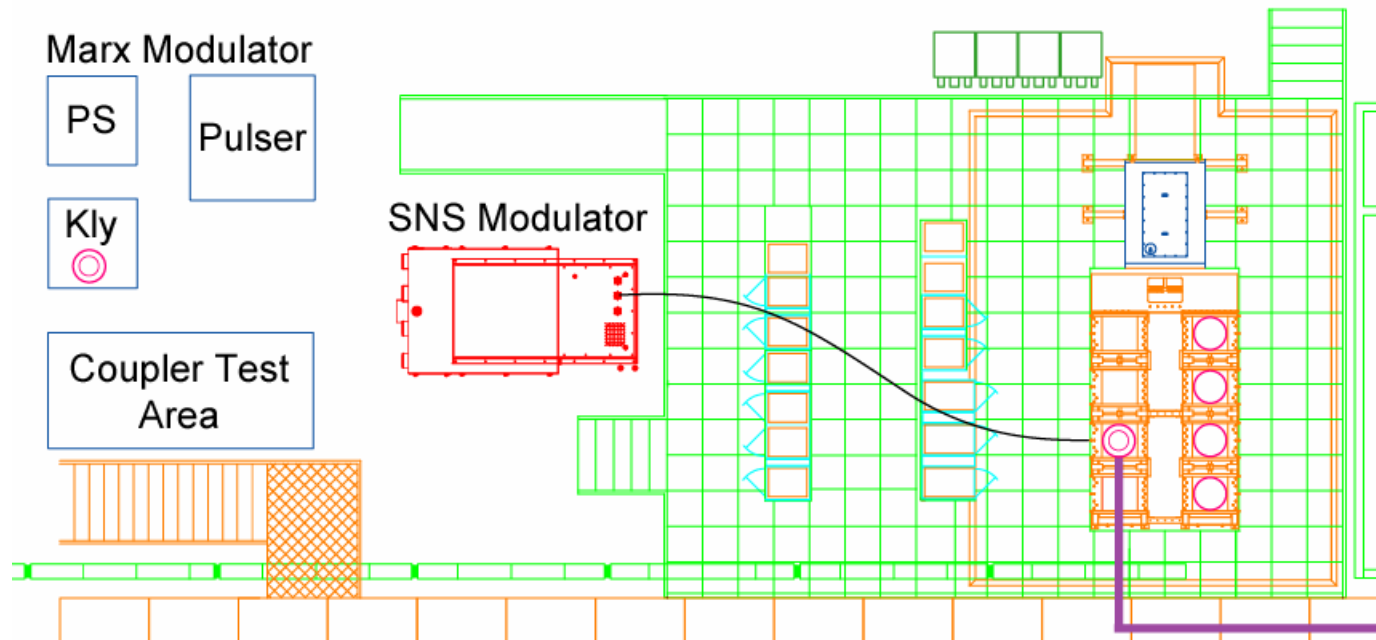 Marx Modulator
PS
Pulser
Kly
SNS Modulator
Coupler Test
Area